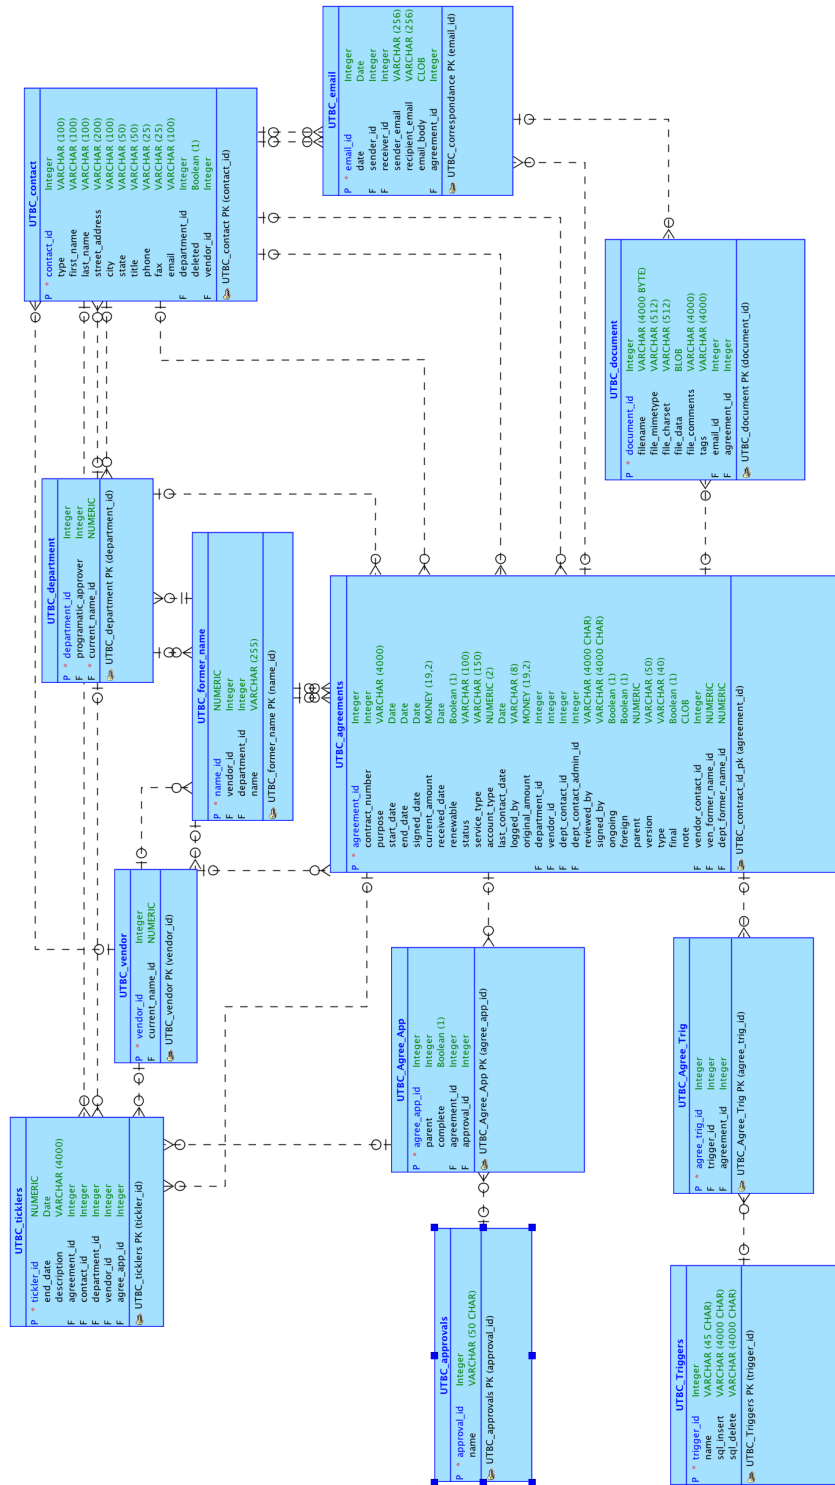 UTBC_ticklers
P * tickler_id NUMERIC
end_date Date
description VARCHAR (4000)
F agreement_id Integer
F contact_id Integer
F department_id Integer
F vendor_id Integer
F agree_app_id Integer
UTBC_ticklers PK (tickler_id)
UTBC_vendor
P * vendor_id Integer
F current_name_id NUMERIC
UTBC_vendor PK (vendor_id)
UTBC_department
P * department_id Integer
F programatic_approver Integer
F * current_name_id NUMERIC
UTBC_department PK (department_id)
UTBC_contact
P * contact_id Integer
type VARCHAR (100)
first_name VARCHAR (100)
last_name VARCHAR (100)
street_address VARCHAR (200)
city VARCHAR (100)
state VARCHAR (50)
title VARCHAR (50)
phone VARCHAR (25)
fax VARCHAR (25)
email VARCHAR (100)
F department_id Integer
deleted Boolean (1)
F vendor_id Integer
UTBC_contact PK (contact_id)
UTBC_former_name
P * name_id NUMERIC
F vendor_id Integer
F department_id Integer
name VARCHAR (255)
UTBC_former_name PK (name_id)
UTBC_email
P * email_id Integer
date Date
F sender_id Integer
F receiver_id Integer
sender_email VARCHAR (256)
recipient_email VARCHAR (256)
email_body CLOB
F agreement_id Integer
UTBC_correspondance PK (email_id)
UTBC_agreements
P * agreement_id Integer
contract_number Integer
purpose VARCHAR (4000)
start_date Date
end_date Date
signed_date Date
current_amount MONEY (19,2)
received_date Date
renewable Boolean (1)
status VARCHAR (100)
service_type VARCHAR (150)
account_type NUMERIC (2)
last_contact_date Date
logged_by VARCHAR (8)
original_amount MONEY (19,2)
F department_id Integer
F vendor_id Integer
F dept_contact_id Integer
F dept_contact_admin_id Integer
reviewed_by VARCHAR (4000 CHAR)
signed_by VARCHAR (4000 CHAR)
ongoing Boolean (1)
foreign Boolean (1)
parent NUMERIC
version VARCHAR (50)
type VARCHAR (40)
final Boolean (1)
note CLOB
F vendor_contact_id Integer
F ven_former_name_id NUMERIC
F dept_former_name_id NUMERIC
UTBC_contract_id_pk (agreement_id)
UTBC_Agree_App
P * agree_app_id Integer
parent Integer
complete Boolean (1)
F agreement_id Integer
F approval_id Integer
UTBC_Agree_App PK (agree_app_id)
UTBC_approvals
P * approval_id Integer
name VARCHAR (50 CHAR)
UTBC_approvals PK (approval_id)
UTBC_document
P * document_id Integer
filename VARCHAR (4000 BYTE)
file_mimetype VARCHAR (512)
file_charset VARCHAR (512)
file_data BLOB
file_comments VARCHAR (4000)
tags VARCHAR (4000)
F email_id Integer
F agreement_id Integer
UTBC_document PK (document_id)
UTBC_Triggers
P * trigger_id Integer
name VARCHAR (45 CHAR)
sql_insert VARCHAR (4000 CHAR)
sql_delete VARCHAR (4000 CHAR)
UTBC_Triggers PK (trigger_id)
UTBC_Agree_Trig
P * agree_trig_id Integer
F trigger_id Integer
F agreement_id Integer
UTBC_Agree_Trig PK (agree_trig_id)